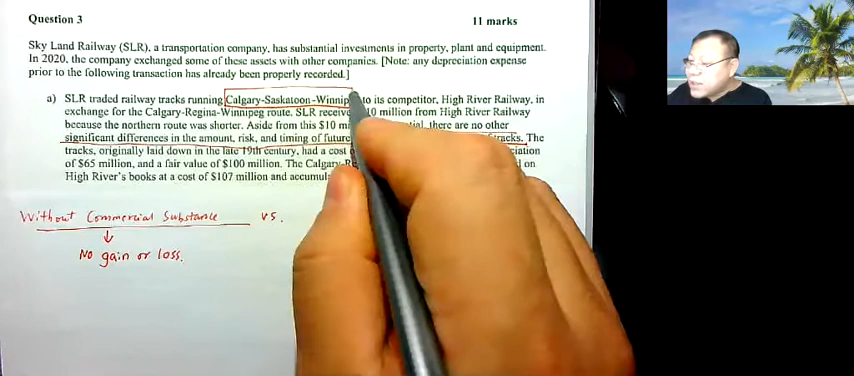 Question 3 11 marks
Sky Land Railway (SLR), a transportation company, has substantial investments in property, plant and equipment.
In 2020, the company exchanged some of these assets with other companies. [Note: any depreciation expense
prior to the following transaction has already been properly recorded.]
a) SLR traded railway tracks running Calgary-Saskatoon-Winnip to its competitor, High River Railway, in
exchange for the Calgary-Regina-Winnipeg route. SLR receive 10 million from High River Railway
because the northern route was shorter. Aside from this $10 mi there are no other
significant differences in the amount, risk, and timing of future tracks. The
tracks, originally laid down in the late 19th century, had a cost ciation
of $65 million, and a fair value of $100 million. The Calgary-Re on
High River's books at a cost of $107 million and accumul
Without Commercial Substance vs.
↓
No gain or loss.